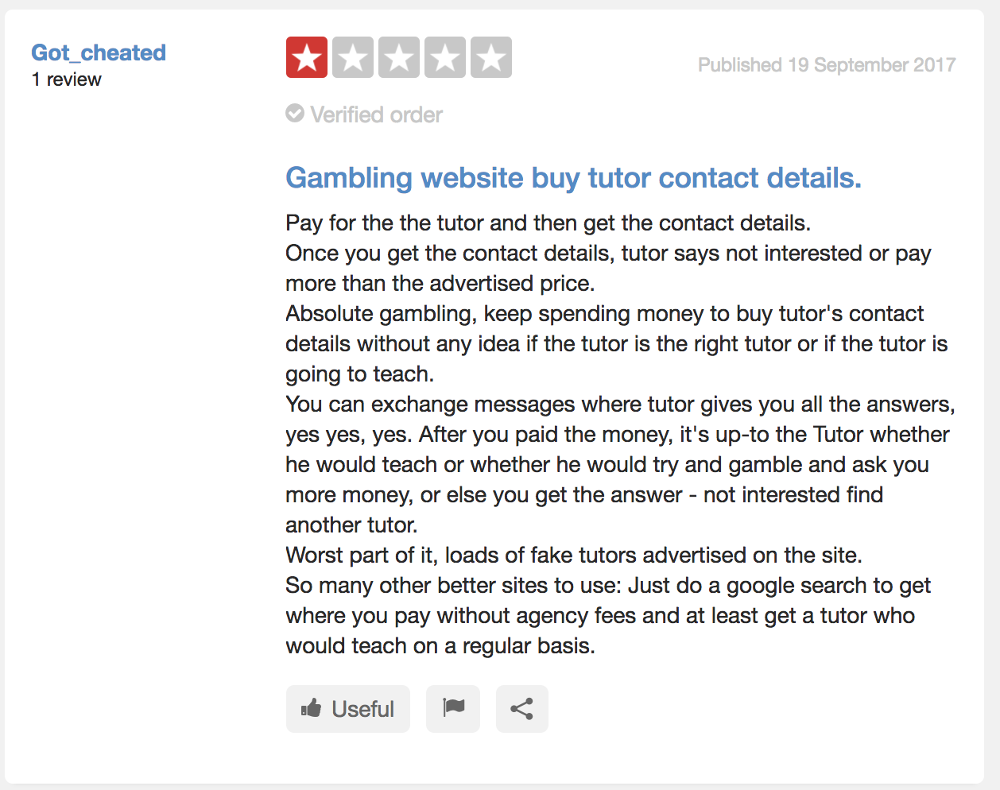 Got_cheated
1 review
Published 19 September 2017
Verified order
Gambling website buy tutor contact details.
Pay for the the tutor and then get the contact details.
Once you get the contact details, tutor says not interested or pay
more than the advertised price.
Absolute gambling, keep spending money to buy tutor's contact
details without any idea if the tutor is the right tutor or if the tutor is
going to teach.
You can exchange messages where tutor gives you all the answers,
yes yes, yes. After you paid the money, it's up-to the Tutor whether
he would teach or whether he would try and gamble and ask you
more money, or else you get the answer - not interested find
another tutor.
Worst part of it, loads of fake tutors advertised on the site.
So many other better sites to use: Just do a google search to get
where you pay without agency fees and at least get a tutor who
would teach on a regular basis.
Useful